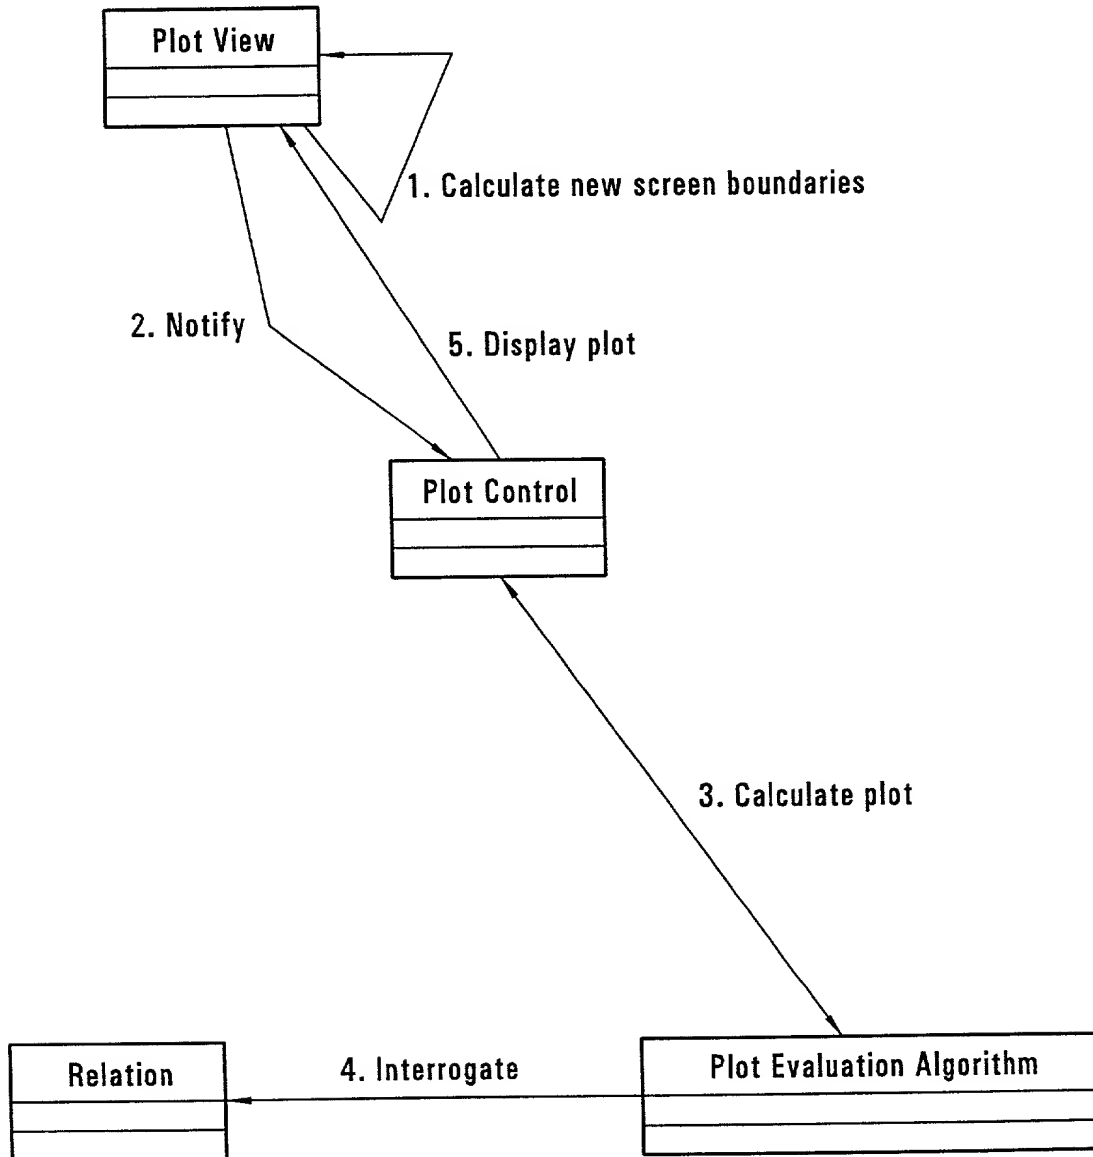 Plot View
1. Calculate new screen boundaries
2. Notify
5. Display plot
Plot Control
3. Calculate plot
Relation
4. Interrogate
Plot Evaluation Algorithm